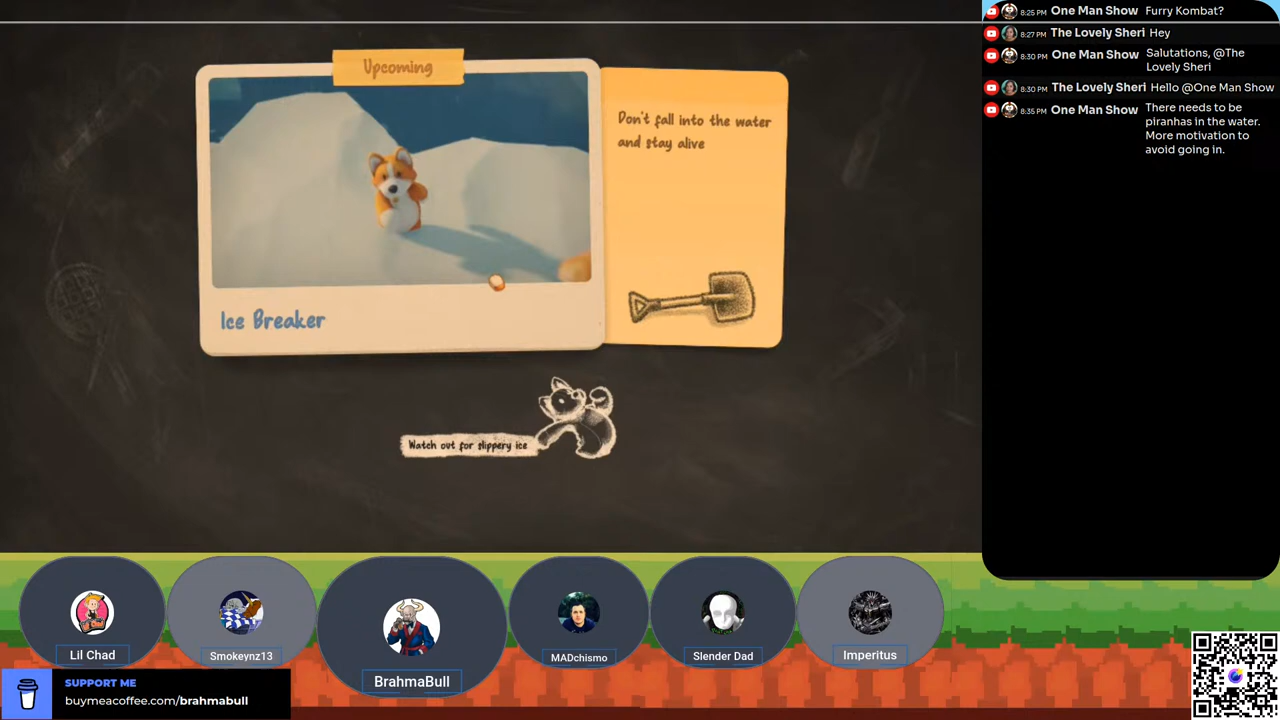 Upcoming
Don't fall into the water
and stay alive
Ice Breaker
Watch out for slippery ice
8:25 PM One Man Show Furry Kombat?
8:27 PM The Lovely Sheri Hey
8:30 PM One Man Show Salutations, @The
Lovely Sheri
8:30 PM The Lovely Sheri Hello @One Man Show
8:35 PM One Man Show There needs to be
piranhas in the water.
More motivation to
avoid going in.
Lil Chad
Smokeynz13
BrahmaBull
MADchismo
Slender Dad
Imperitus
SUPPORT ME
buymeacoffee.com/brahmabull